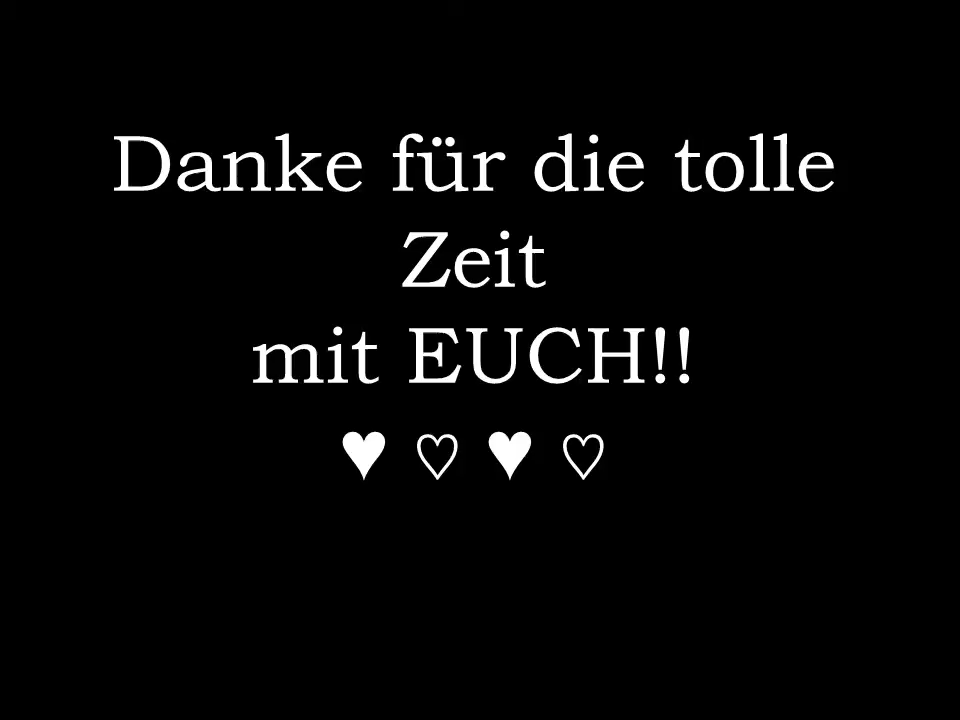 Danke für die tolle
Zeit
mit EUCH!!
♥ ♡ ♥ ♡